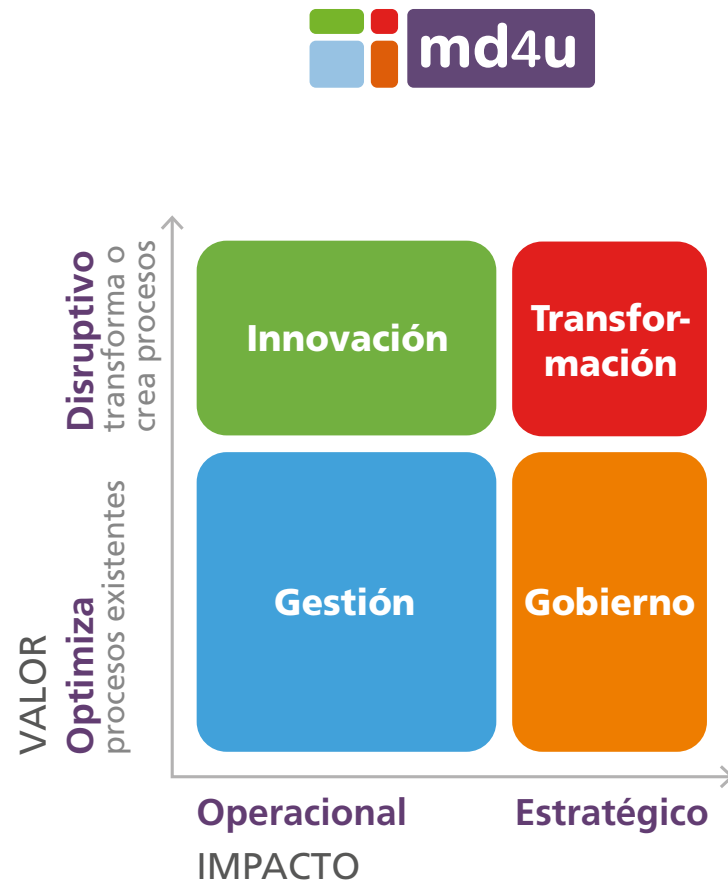 md4u
Disruptivo
transforma o
crea procesos
Innovación
Transfor-
mación
VALOR
Optimiza
procesos existentes
Gestión
Gobierno
Operacional
Estratégico
IMPACTO